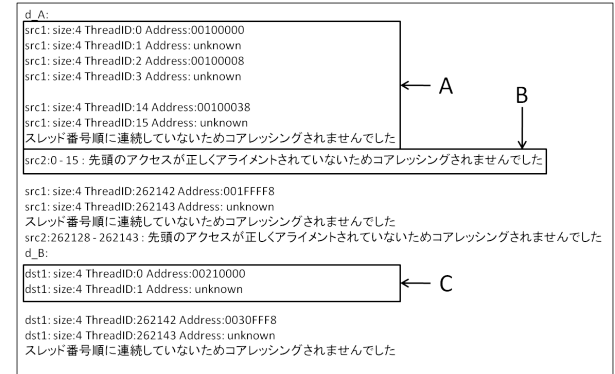 d_A:
src1: size:4 ThreadID:0 Address:00100000
src1: size:4 ThreadID:1 Address: unknown
src1: size:4 ThreadID:2 Address:00100008
src1: size:4 ThreadID:3 Address: unknown
A
B
src1: size:4 ThreadID:14 Address:00100038
src1: size:4 ThreadID:15 Address: unknown
スレッド番号順に連続していないためコアレッシングされませんでした
src2:0 - 15 : 先頭のアクセスが正しくアライメントされていないためコアレッシングされませんでした
src1: size:4 ThreadID:262142 Address:001FFFF8
src1: size:4 ThreadID:262143 Address: unknown
スレッド番号順に連続していないためコアレッシングされませんでした
src2:262128 - 262143 : 先頭のアクセスが正しくアライメントされていないためコアレッシングされませんでした
d_B:
dst1: size:4 ThreadID:0 Address:00210000
dst1: size:4 ThreadID:1 Address: unknown
C
dst1: size:4 ThreadID:262142 Address:0030FFF8
dst1: size:4 ThreadID:262143 Address: unknown
スレッド番号順に連続していないためコアレッシングされませんでした